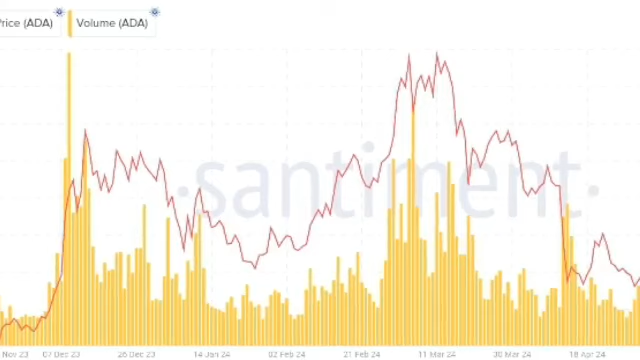 Price (ADA) Volume (ADA)
·santiment·
Nov 23 07 Dec 23 26 Dec 23 14 Jan 24 02 Feb 24 21 Feb 24 11 Mar 24 30 Mar 24 18 Apr 24